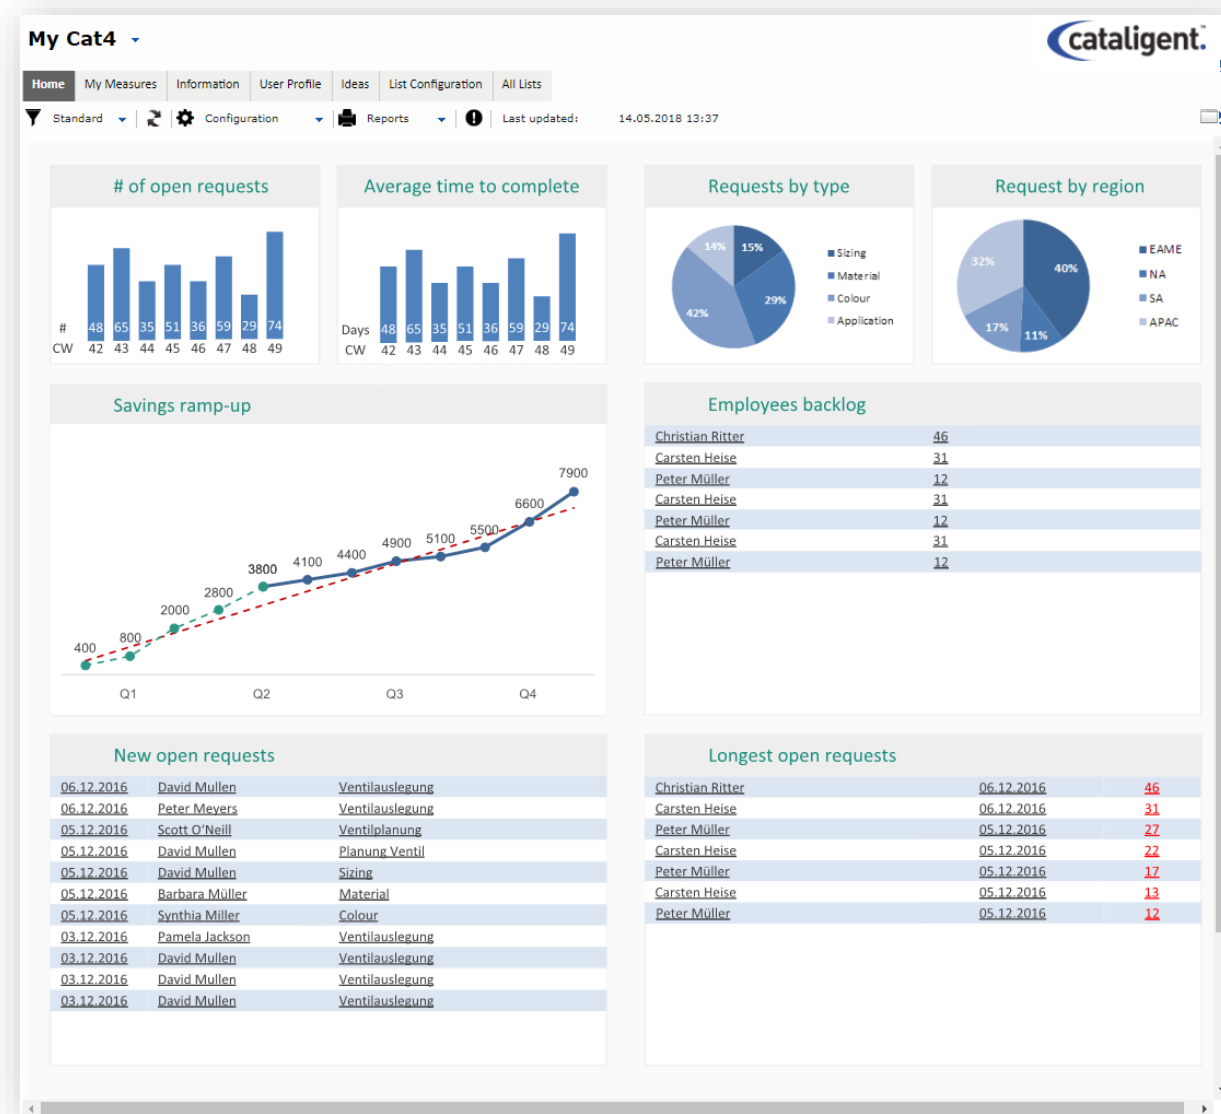 My Cat4
cataligent.™
Home My Measures Information User Profile Ideas List Configuration All Lists
Standard Configuration Reports Last updated: 14.05.2018 13:37
# of open requests
# 48 65 35 51 36 59 29 74
CW 42 43 44 45 46 47 48 49
Average time to complete
Days 48 65 35 51 36 59 29 74
CW 42 43 44 45 46 47 48 49
Requests by type
14% 15%
29%
42%
Sizing
Material
Colour
Application
Request by region
32% 40%
17% 11%
EAME
NA
SA
APAC
Savings ramp-up
400 800 2000 2800 3800 4100 4400 4900 5100 5500 6600 7900
Q1 Q2 Q3 Q4
Employees backlog
Christian Ritter 46
Carsten Heise 31
Peter Müller 12
Carsten Heise 31
Peter Müller 12
Carsten Heise 31
Peter Müller 12
New open requests
06.12.2016 David Mullen Ventilauslegung
06.12.2016 Peter Meyers Ventilauslegung
05.12.2016 Scott O'Neill Ventilplanung
05.12.2016 David Mullen Planung Ventil
05.12.2016 David Mullen Sizing
05.12.2016 Barbara Müller Material
05.12.2016 Synthia Miller Colour
03.12.2016 Pamela Jackson Ventilauslegung
03.12.2016 David Mullen Ventilauslegung
03.12.2016 David Mullen Ventilauslegung
03.12.2016 David Mullen Ventilauslegung
Longest open requests
Christian Ritter 06.12.2016 46
Carsten Heise 06.12.2016 31
Peter Müller 05.12.2016 27
Carsten Heise 05.12.2016 22
Peter Müller 05.12.2016 17
Carsten Heise 05.12.2016 13
Peter Müller 05.12.2016 12